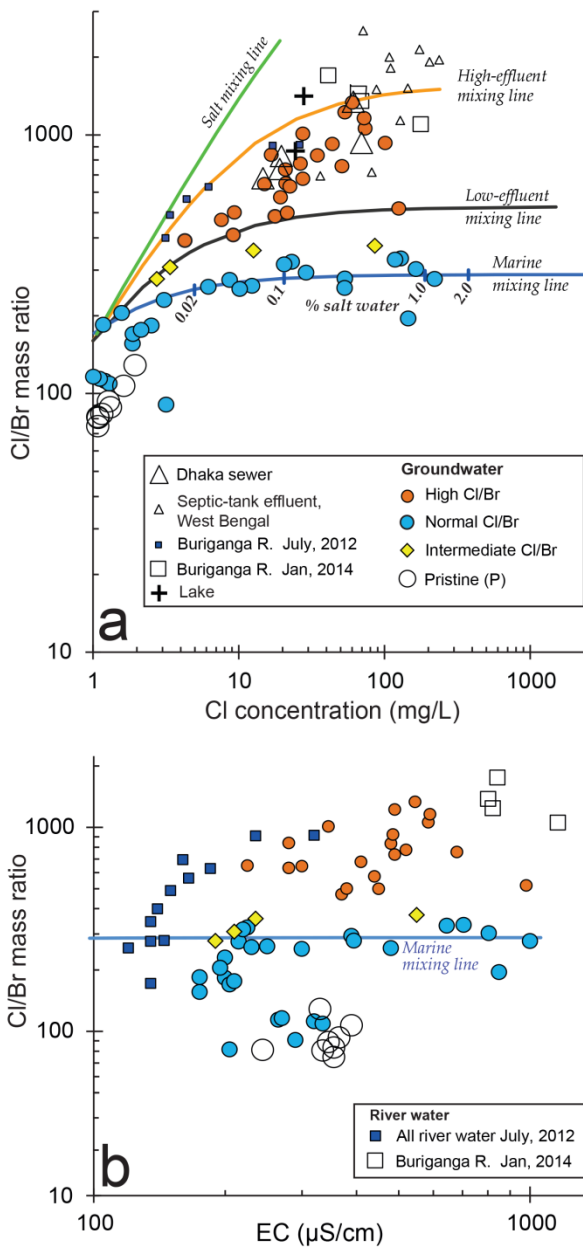 a
Salt mixing line
High-effluent
mixing line
Low-effluent
mixing line
Marine
mixing line
% salt water
0.02
0.1
1.0
2.0
1000
100
10
Cl/Br mass ratio
Dhaka sewer
Septic-tank effluent,
West Bengal
Buriganga R. July, 2012
Buriganga R. Jan, 2014
Lake
Groundwater
High Cl/Br
Normal Cl/Br
Intermediate Cl/Br
Pristine (P)
1 10 100 1000
Cl concentration (mg/L)
1000
100
10
Cl/Br mass ratio
Marine
mixing line
b
River water
All river water July, 2012
Buriganga R. Jan, 2014
100 1000
EC (µS/cm)